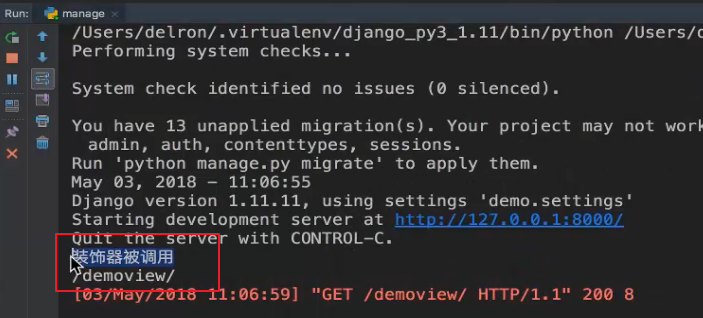 Run: manage
/Users/delron/.virtualenv/django_py3_1.11/bin/python /Users/d
Performing system checks...
System check identified no issues (0 silenced).
You have 13 unapplied migration(s). Your project may not work
admin, auth, contenttypes, sessions.
Run 'python manage.py migrate' to apply them.
May 03, 2018 - 11:06:55
Django version 1.11.11, using settings 'demo.settings'
Starting development server at http://127.0.0.1:8000/
Quit the server with CONTROL-C.
装饰器被调用
/demoview/
[03/May/2018 11:06:59] "GET /demoview/ HTTP/1.1" 200 8